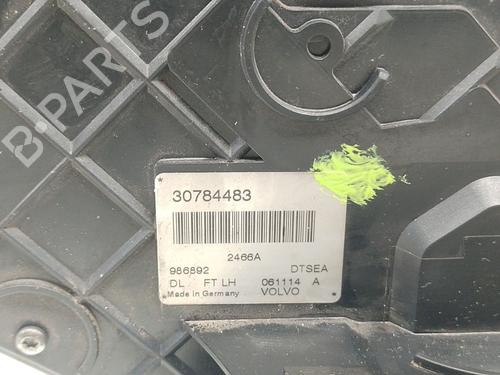 B-PARTS
30784483
2466A
986892 DTSEA
DL FT LH 061114 A
Made in Germany VOLVO